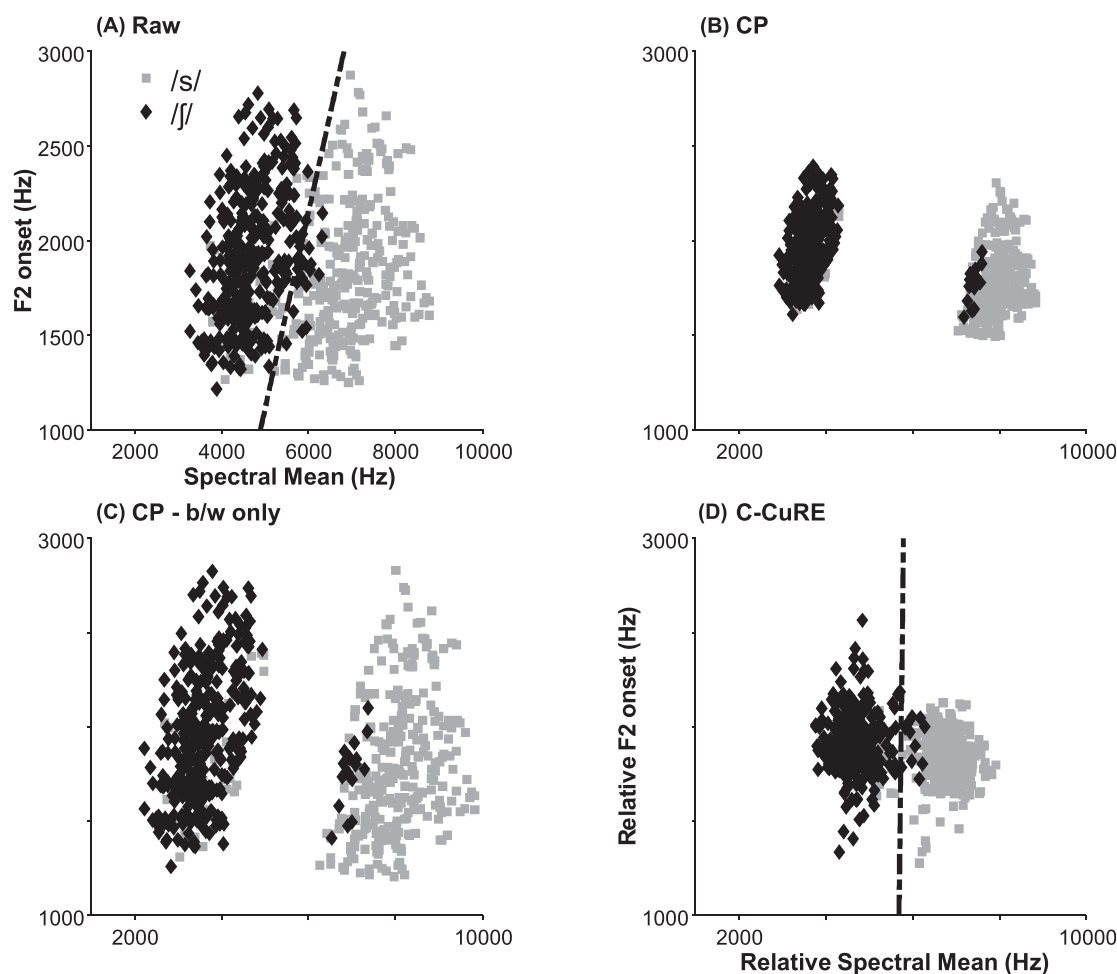 (A) Raw
3000
2500
2000
1500
1000
F2 onset (Hz)
/s/
/ʃ/
2000 4000 6000 8000 10000
Spectral Mean (Hz)
(B) CP
3000
1000
2000 10000
(C) CP - b/w only
3000
1000
2000 10000
(D) C-CuRE
3000
1000
Relative F2 onset (Hz)
2000 10000
Relative Spectral Mean (Hz)